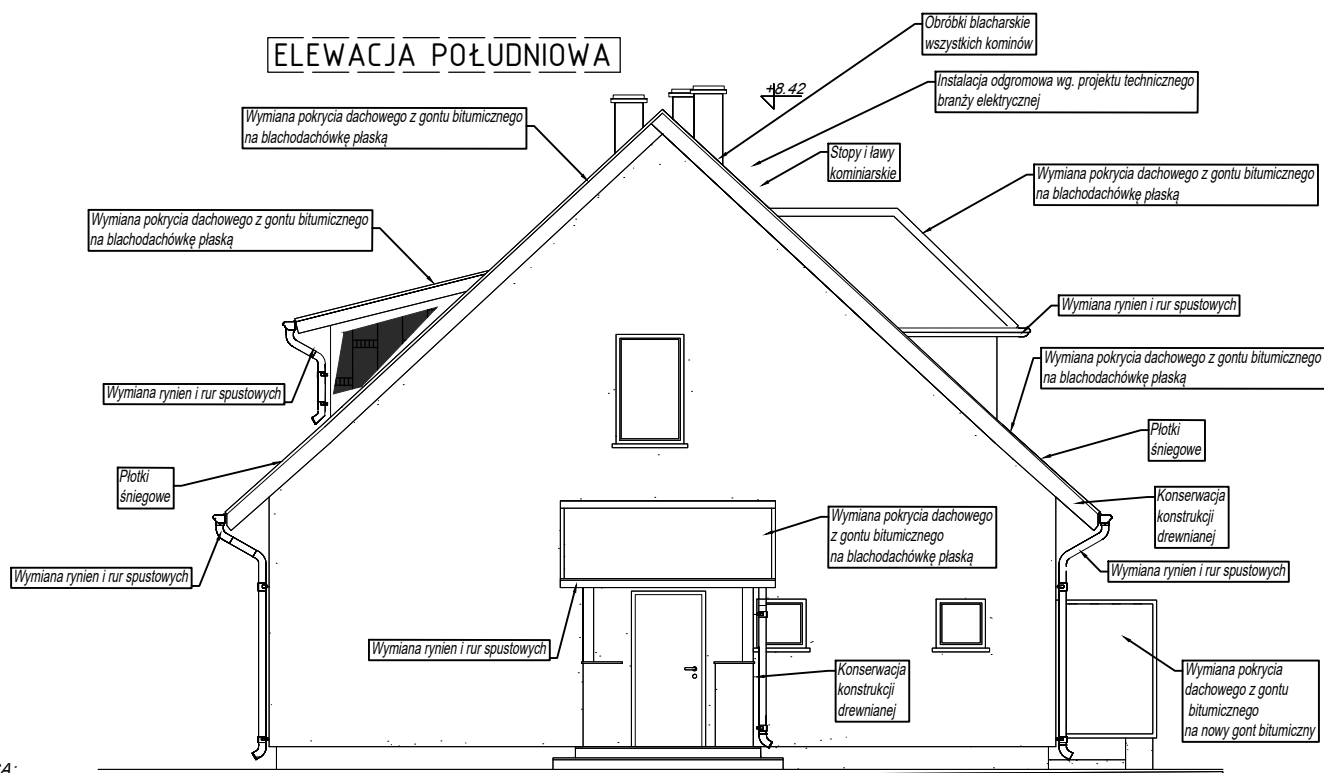 ELEWACJA POŁUDNIOWA
Obróbki blacharskie
wszystkich kominów
+8.42
Instalacja odgromowa wg. projektu technicznego
branży elektrycznej
Wymiana pokrycia dachowego z gontu bitumicznego
na blachodachówkę płaską
Stopy i ławy
kominiarskie
Wymiana pokrycia dachowego z gontu bitumicznego
na blachodachówkę płaską
Wymiana pokrycia dachowego z gontu bitumicznego
na blachodachówkę płaską
Wymiana rynien i rur spustowych
Wymiana pokrycia dachowego z gontu bitumicznego
na blachodachówkę płaską
Wymiana rynien i rur spustowych
Płotki
śniegowe
Płotki
śniegowe
Konserwacja
konstrukcji
drewnianej
Wymiana pokrycia dachowego
z gontu bitumicznego
na blachodachówkę płaską
Wymiana rynien i rur spustowych
Wymiana rynien i rur spustowych
Wymiana rynien i rur spustowych
Konserwacja
konstrukcji
drewnianej
Wymiana pokrycia
dachowego z gontu
bitumicznego
na nowy gont bitumiczny